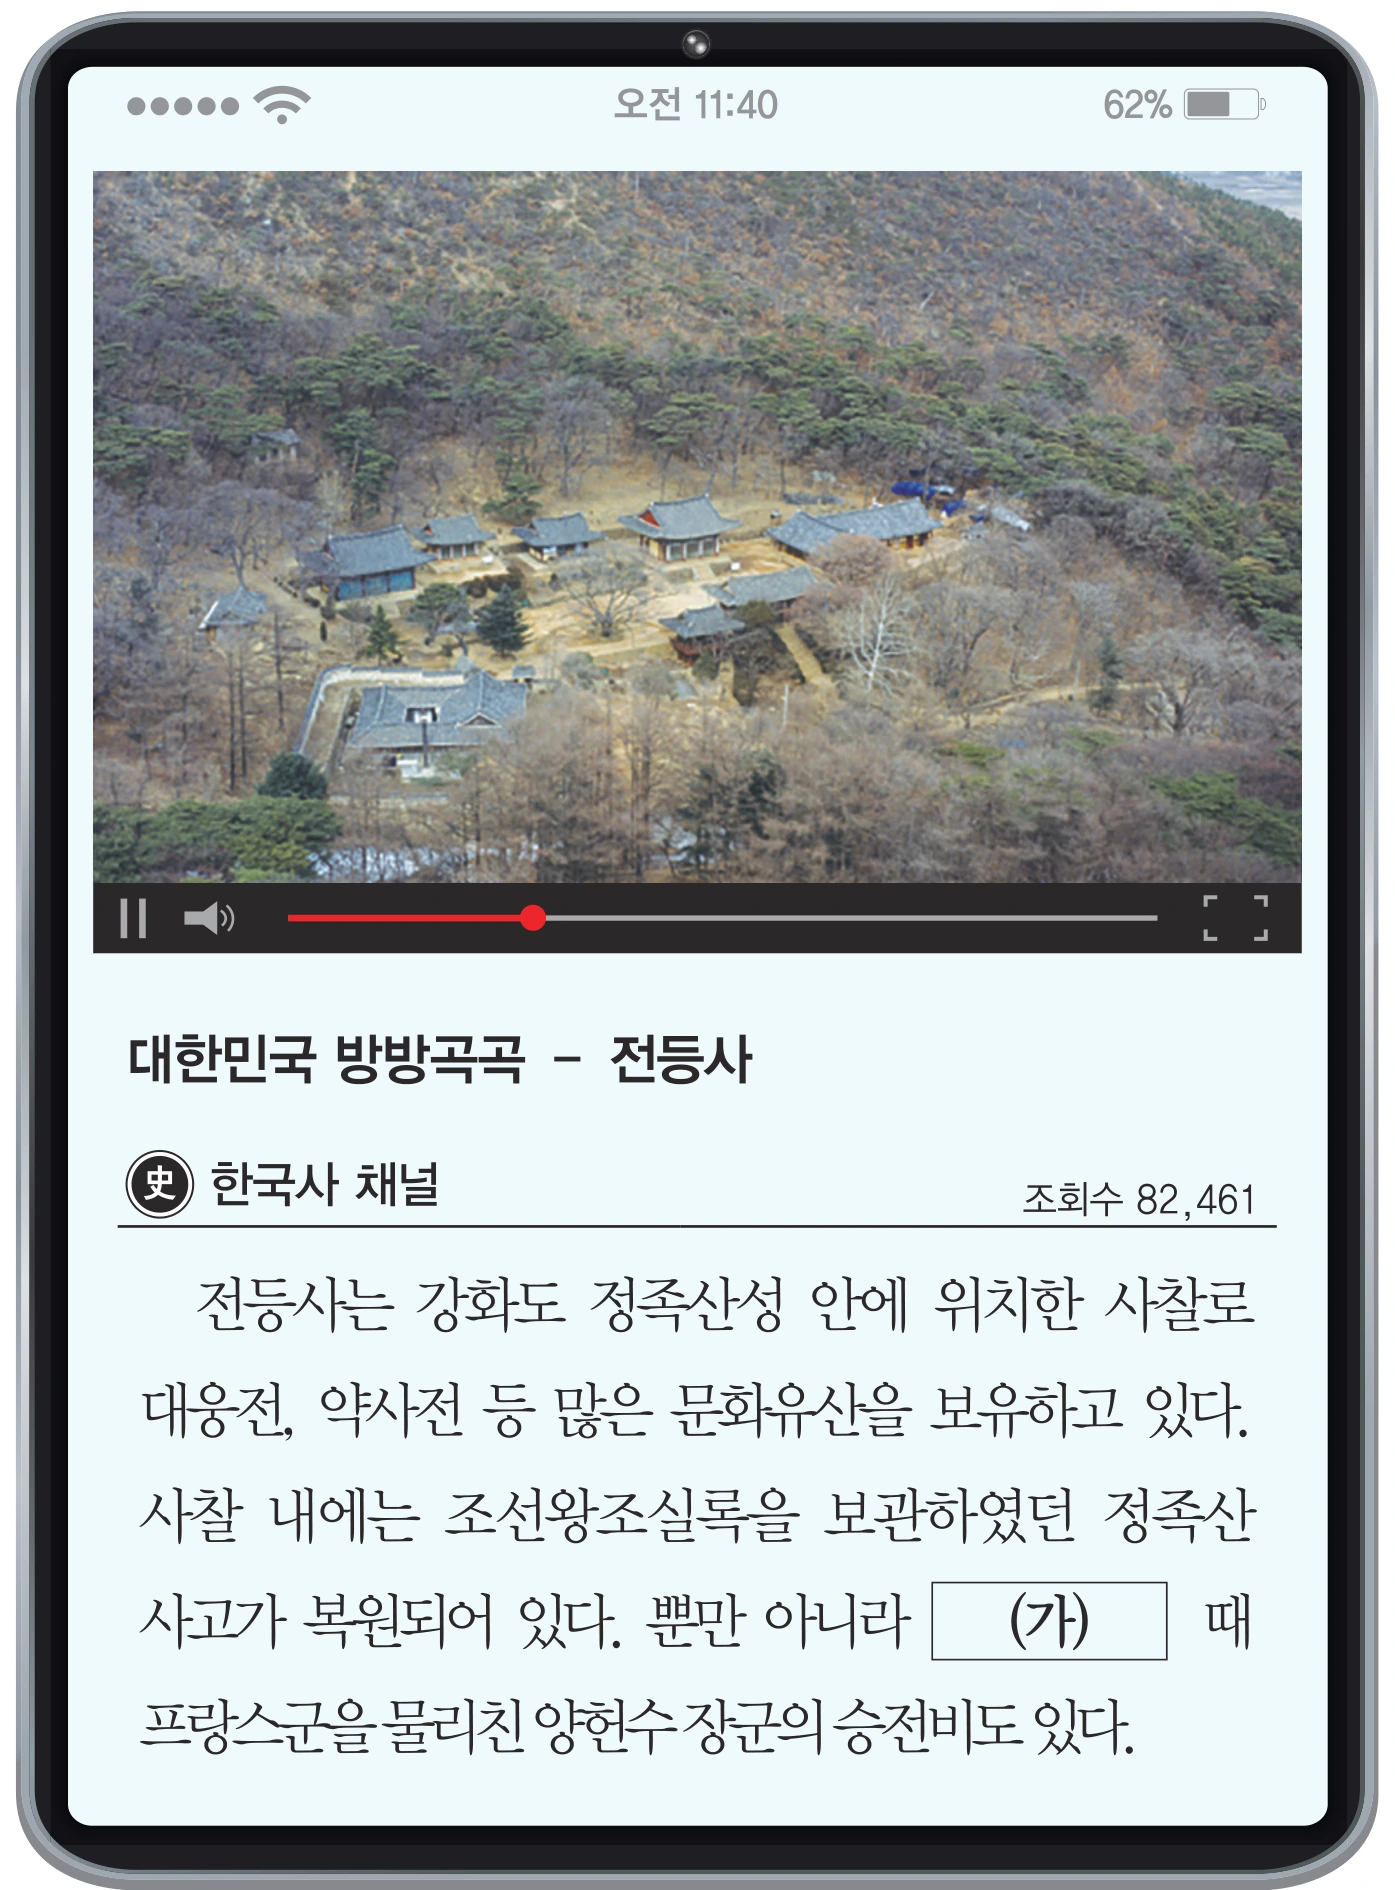 오전 11:40
62%
대한민국 방방곡곡 - 전등사
史 한국사 채널
조회수 82,461
전등사는 강화도 정족산성 안에 위치한 사찰로
대웅전, 약사전 등 많은 문화유산을 보유하고 있다.
사찰 내에는 조선왕조실록을 보관하였던 정족산
사고가 복원되어 있다. 뿐만 아니라 (가) 때
프랑스군을 물리친 양헌수 장군의 승전비도 있다.